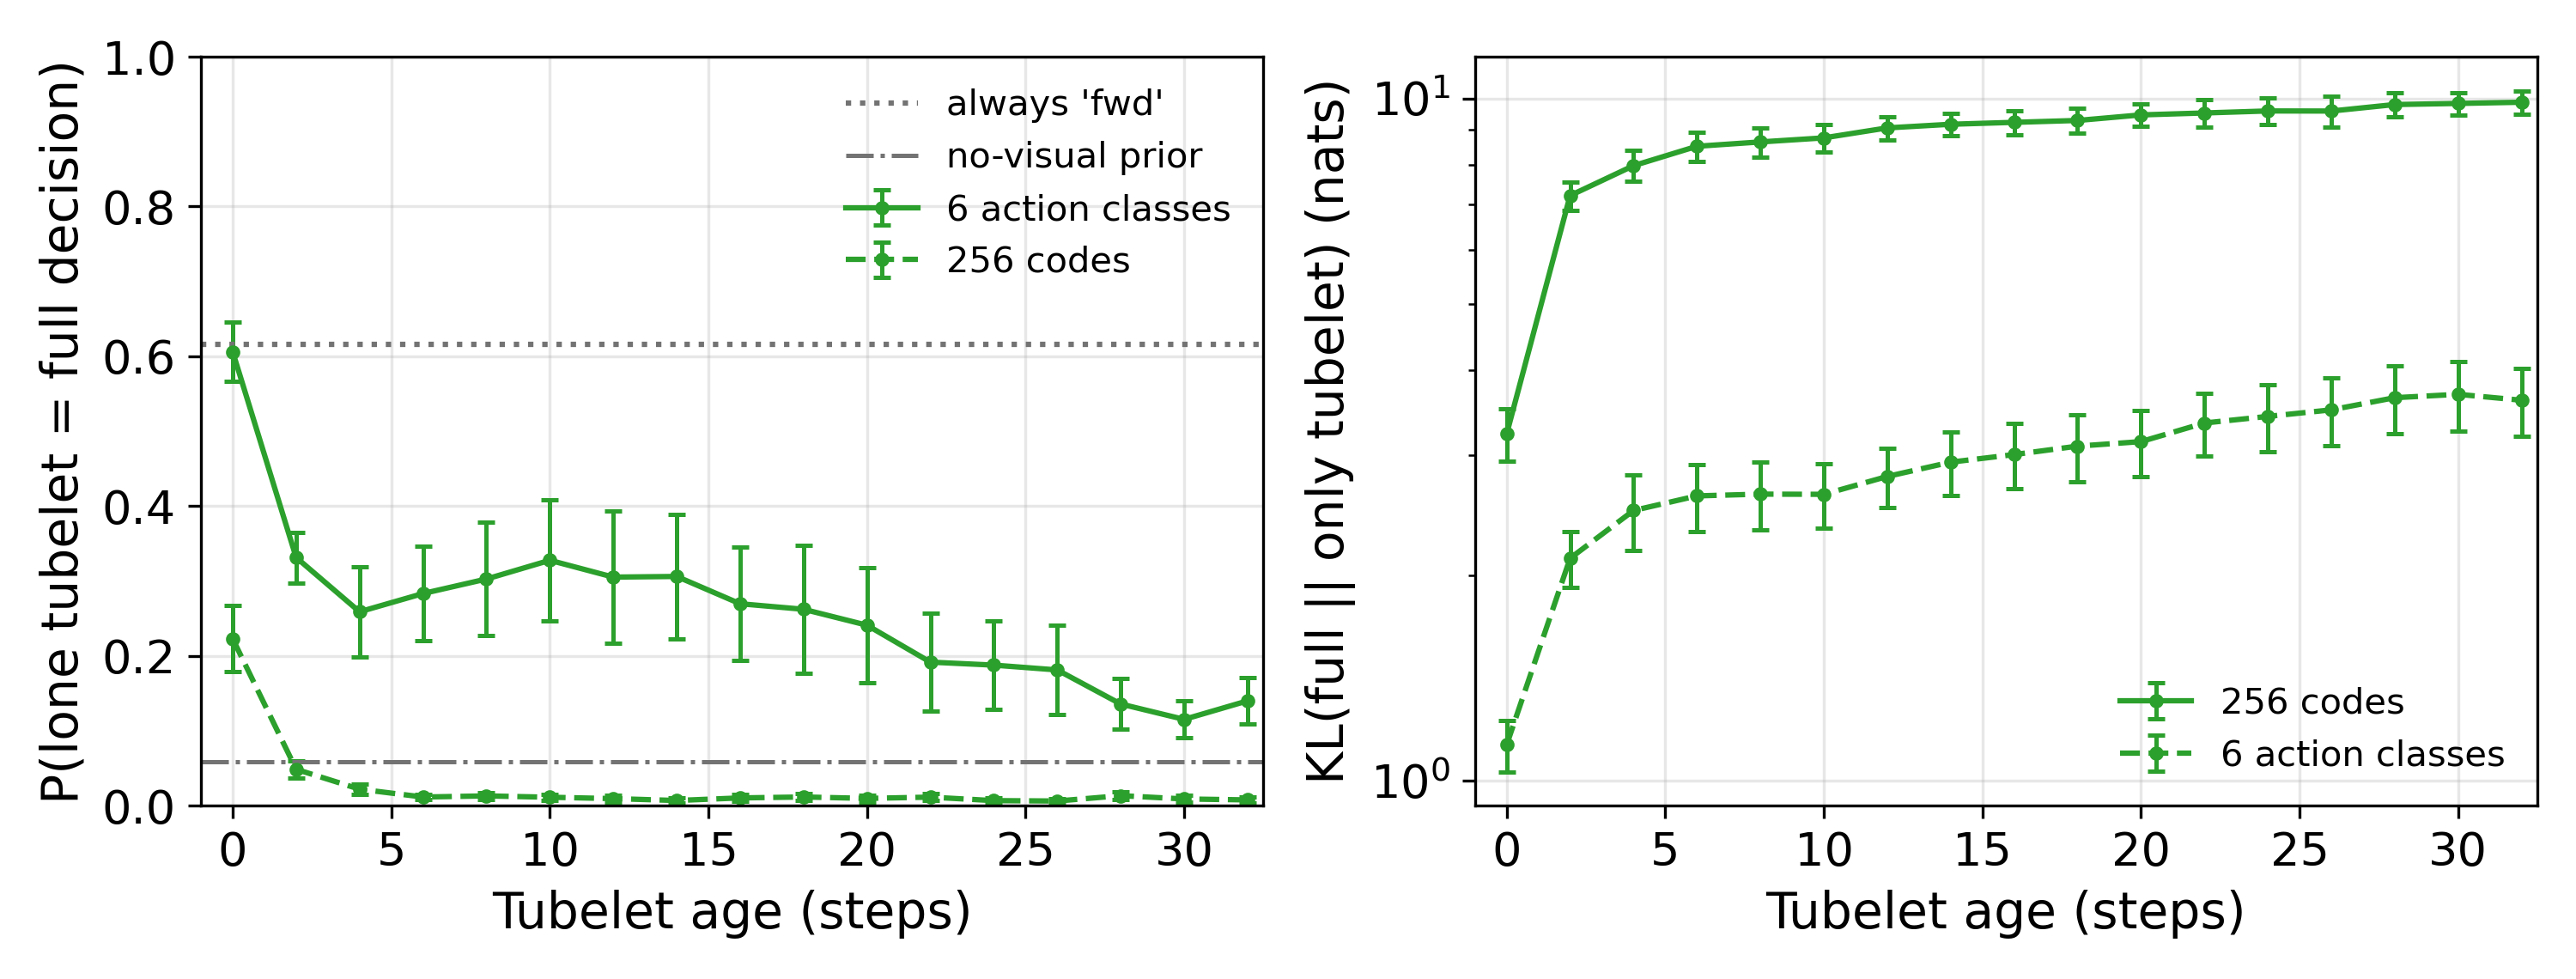 P(lone tubelet = full decision)
1.0
0.8
0.6
0.4
0.2
0.0
always 'fwd'
no-visual prior
6 action classes
256 codes
0 5 10 15 20 25 30
Tubelet age (steps)
KL(full || only tubelet) (nats)
10¹
10⁰
256 codes
6 action classes
0 5 10 15 20 25 30
Tubelet age (steps)